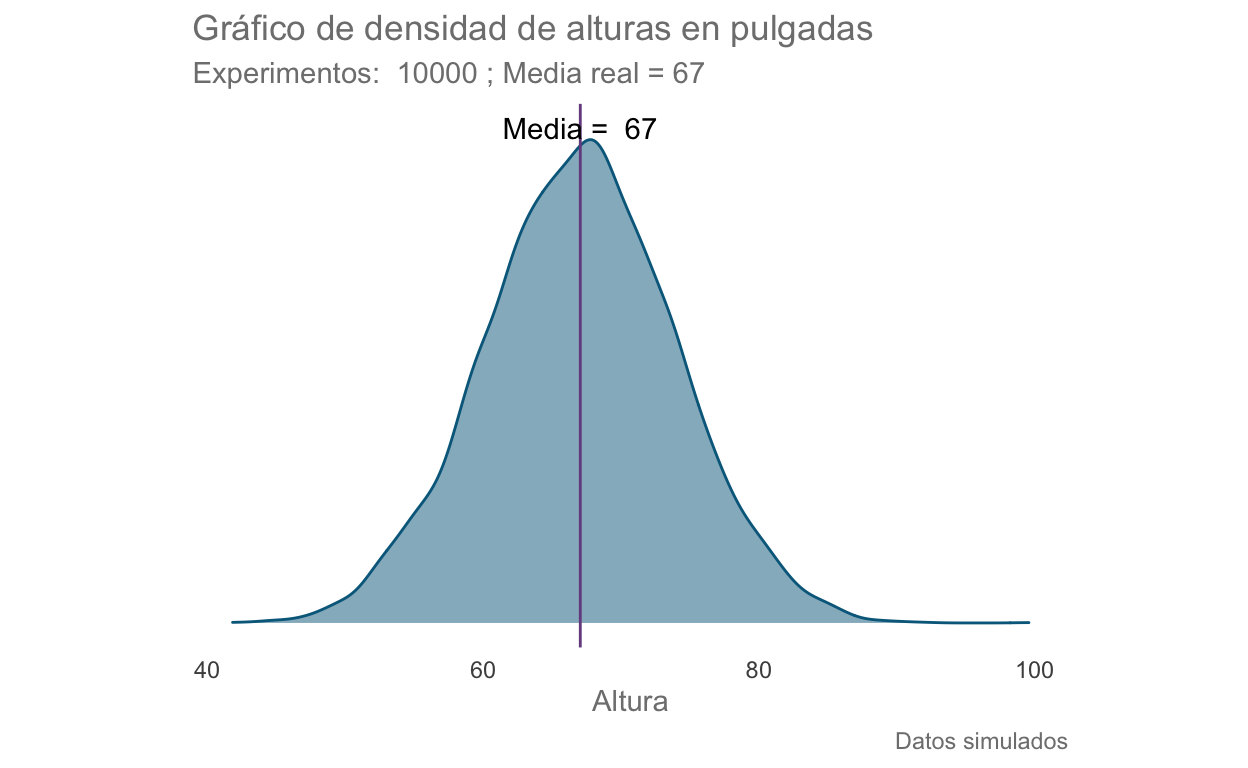 Gráfico de densidad de alturas en pulgadas
Experimentos:  10000 ; Media real = 67
Media =  67
40 60 80 100
Altura
Datos simulados